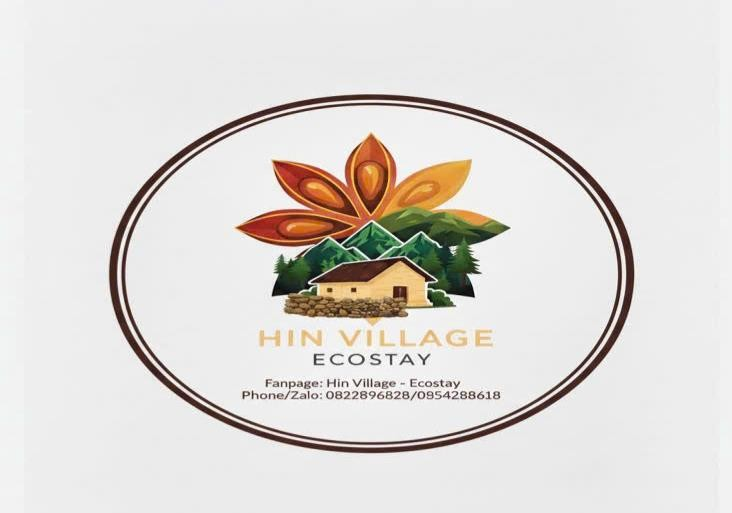 HIN VILLAGE
ECOSTAY
Fanpage: Hin Village - Ecostay
Phone/Zalo: 0822896828/0954288618